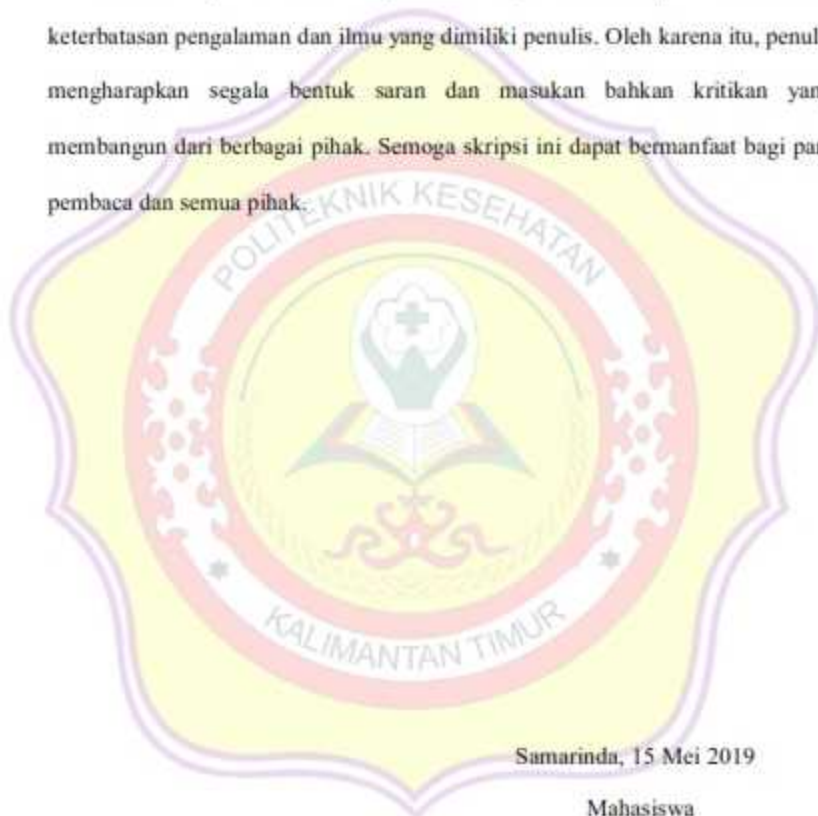 keterbatasan pengalaman dan ilmu yang dimiliki penulis. Oleh karena itu, penul
mengharapkan segala bentuk saran dan masukan bahkan kritikan yan
membangun dari berbagai pihak. Semoga skripsi ini dapat bermanfaat bagi par
pembaca dan semua pihak.
POLITEKNIK KESEHATAN
KALIMANTAN TIMUR
Samarinda, 15 Mei 2019
Mahasiswa